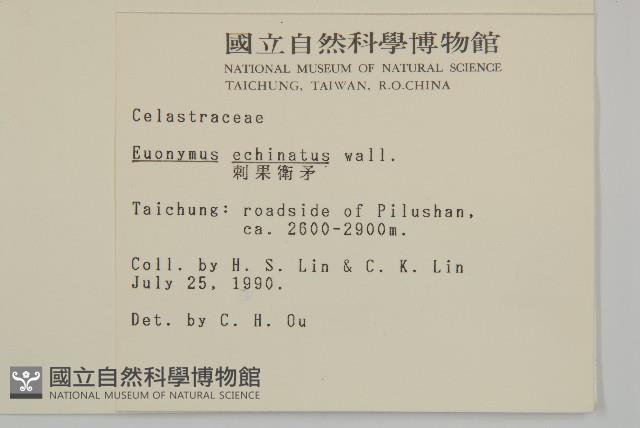 國立自然科學博物館
NATIONAL MUSEUM OF NATURAL SCIENCE
TAICHUNG, TAIWAN, R.O.CHINA
Celastraceae
Euonymus echinatus wall.
刺果衛矛
Taichung: roadside of Pilushan,
ca. 2600-2900m.
Coll. by H. S. Lin & C. K. Lin
July 25, 1990.
Det. by C. H. Ou
國立自然科學博物館
NATIONAL MUSEUM OF NATURAL SCIENCE